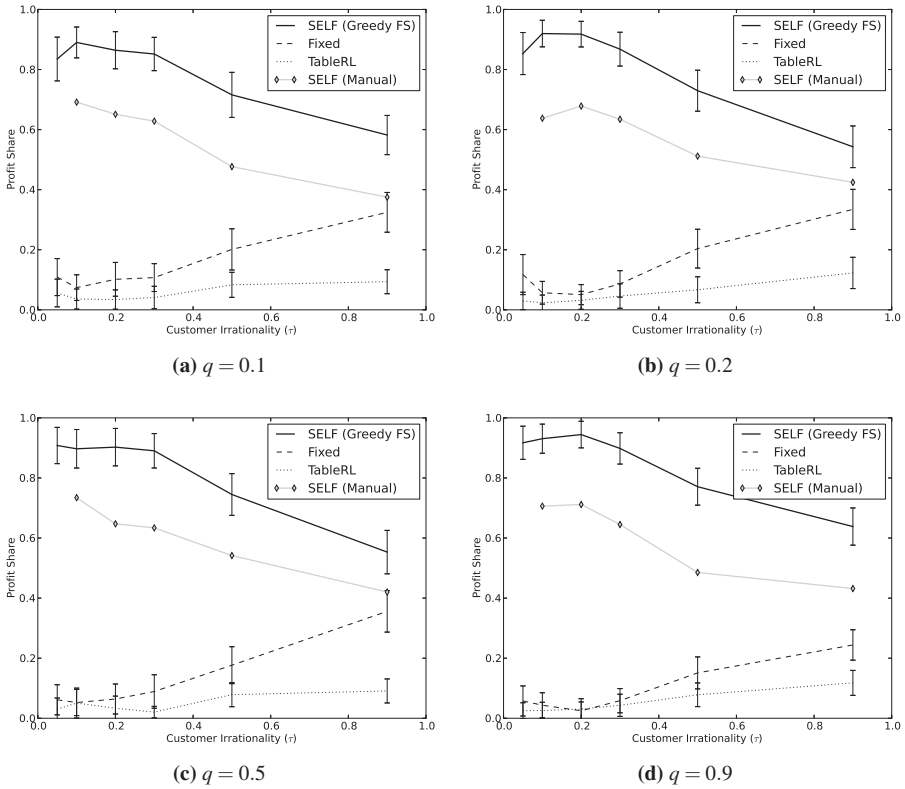 1.0
SELF (Greedy FS)
Fixed
TableRL
SELF (Manual)
0.8
0.6
0.4
0.2
0.0
Profit Share
0.0 0.2 0.4 0.6 0.8 1.0
Customer Irrationality (τ)
(a) q = 0.1
1.0
SELF (Greedy FS)
Fixed
TableRL
SELF (Manual)
0.8
0.6
0.4
0.2
0.0
Profit Share
0.0 0.2 0.4 0.6 0.8 1.0
Customer Irrationality (τ)
(b) q = 0.2
1.0
SELF (Greedy FS)
Fixed
TableRL
SELF (Manual)
0.8
0.6
0.4
0.2
0.0
Profit Share
0.0 0.2 0.4 0.6 0.8 1.0
Customer Irrationality (τ)
(c) q = 0.5
1.0
SELF (Greedy FS)
Fixed
TableRL
SELF (Manual)
0.8
0.6
0.4
0.2
0.0
Profit Share
0.0 0.2 0.4 0.6 0.8 1.0
Customer Irrationality (τ)
(d) q = 0.9